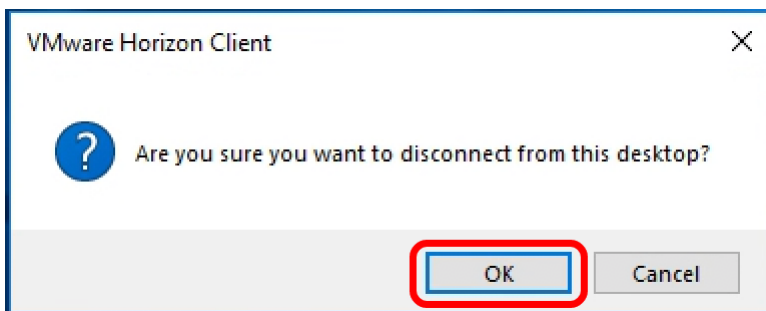 VMware Horizon Client
Are you sure you want to disconnect from this desktop?
OK Cancel